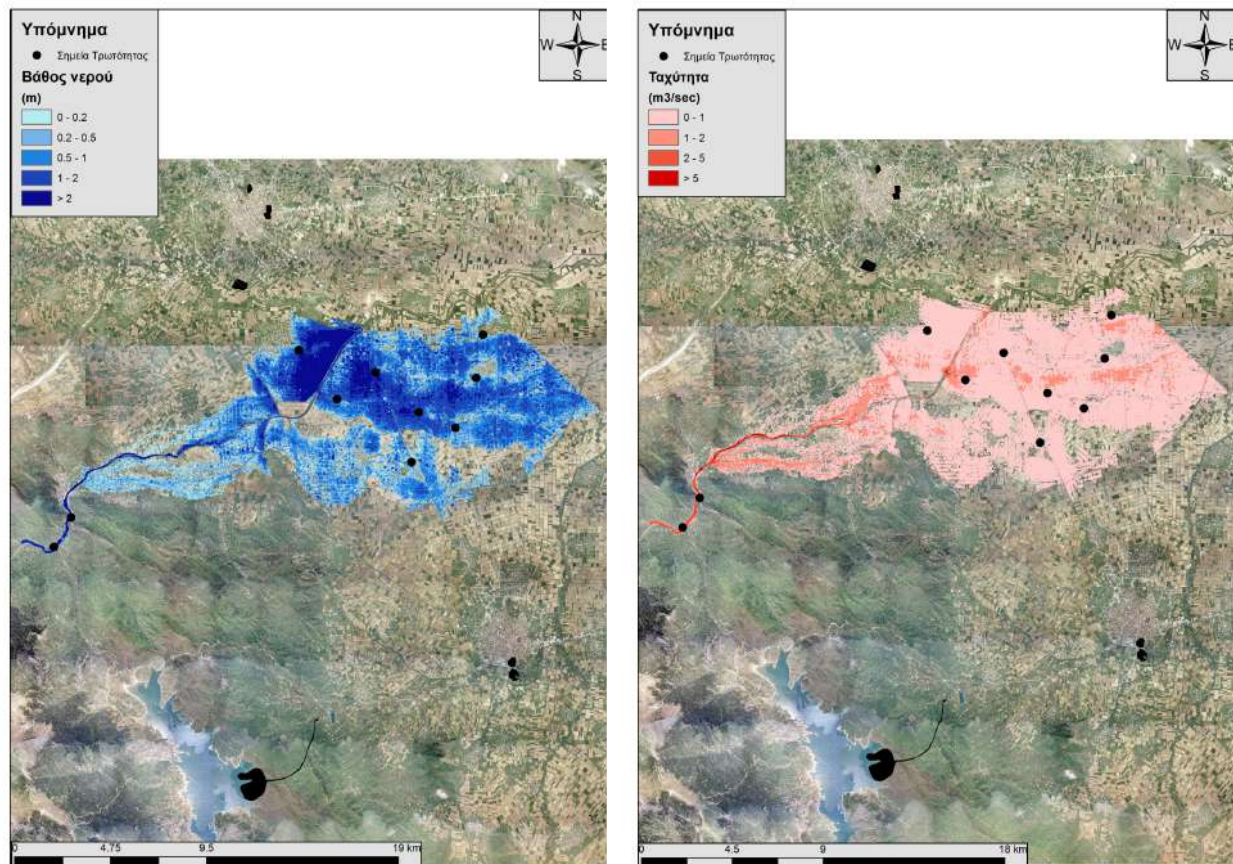 Υπόμνημα
Σημεία Τρωτότητας
Βάθος νερού
(m)
0 - 0.2
0.2 - 0.5
0.5 - 1
1 - 2
> 2
N
W E
S
0 4.75 9.5 19 km
Υπόμνημα
Σημεία Τρωτότητας
Ταχύτητα
(m3/sec)
0 - 1
1 - 2
2 - 5
> 5
N
W E
S
0 4.5 9 18 km